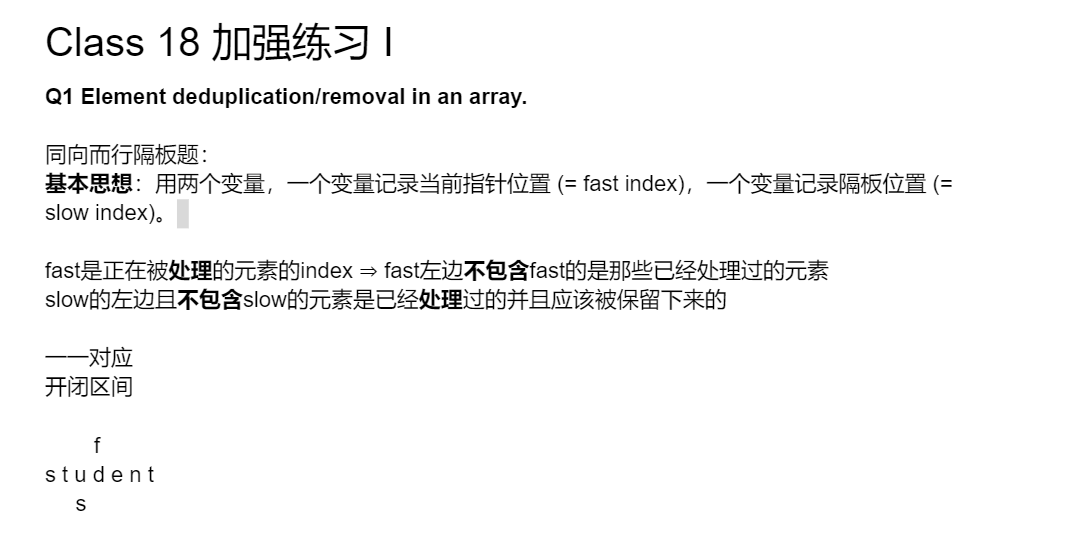 Class 18 加强练习 I
Q1 Element deduplication/removal in an array.
同向而行隔板题：
基本思想：用两个变量，一个变量记录当前指针位置 (= fast index)，一个变量记录隔板位置 (=
slow index)。
fast是正在被处理的元素的index ⇒ fast左边不包含fast的是那些已经处理过的元素
slow的左边且不包含slow的元素是已经处理过的并且应该被保留下来的
一一对应
开闭区间
f
s t u d e n t
s